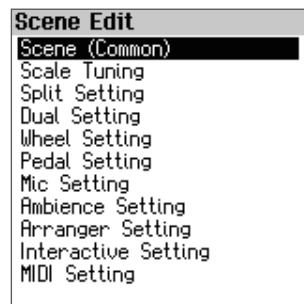 Scene Edit
Scene (Common)
Scale Tuning
Split Setting
Dual Setting
Wheel Setting
Pedal Setting
Mic Setting
Ambience Setting
Arranger Setting
Interactive Setting
MIDI Setting